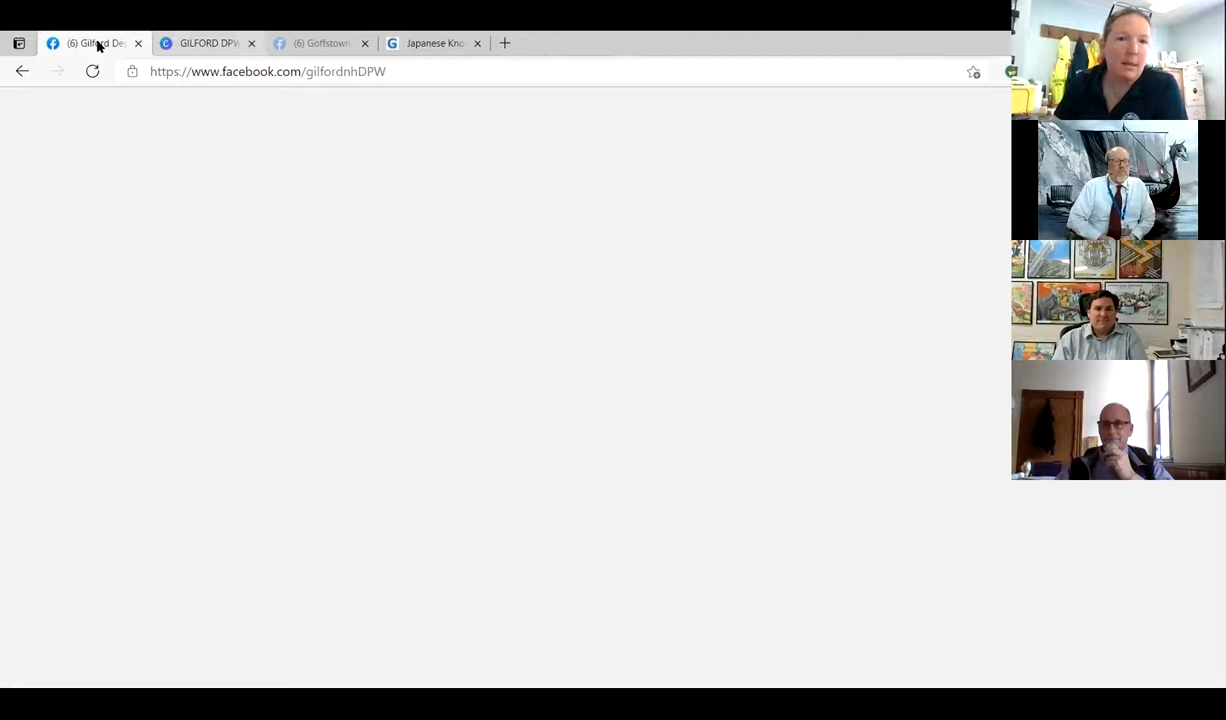 (6) Gilford De
GILFORD DPW
(6) Goffstown
Japanese Kno
https://www.facebook.com/gilfordnhDPW